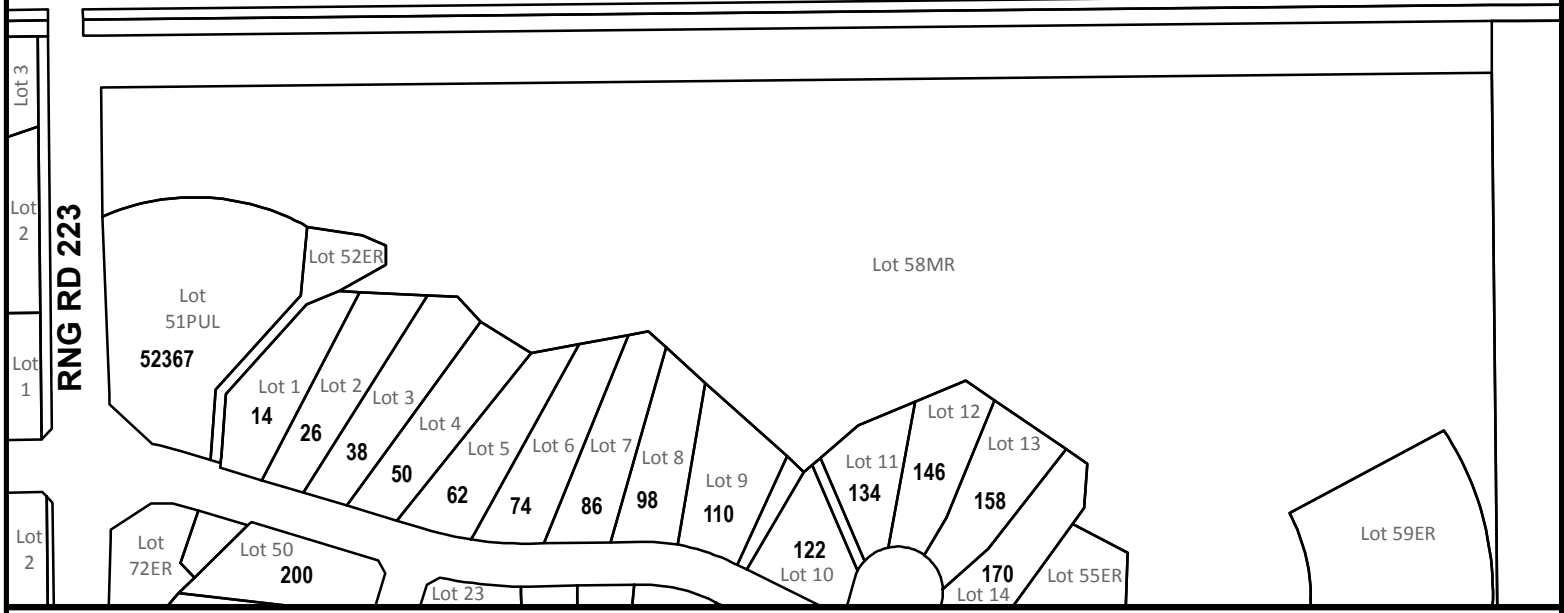 Lot 3
Lot
2
RNG RD 223
Lot
1
Lot
2
Lot
51PUL
52367
Lot 52ER
Lot 58MR
Lot 1
14
Lot 2
26
Lot 3
38
Lot 4
50
Lot 5
62
Lot 6
74
Lot 7
86
Lot 8
98
Lot 9
110
122
Lot 10
Lot 11
134
Lot 12
146
Lot 13
158
170
Lot 14
Lot 55ER
Lot 59ER
Lot
72ER
Lot 50
200
Lot 23